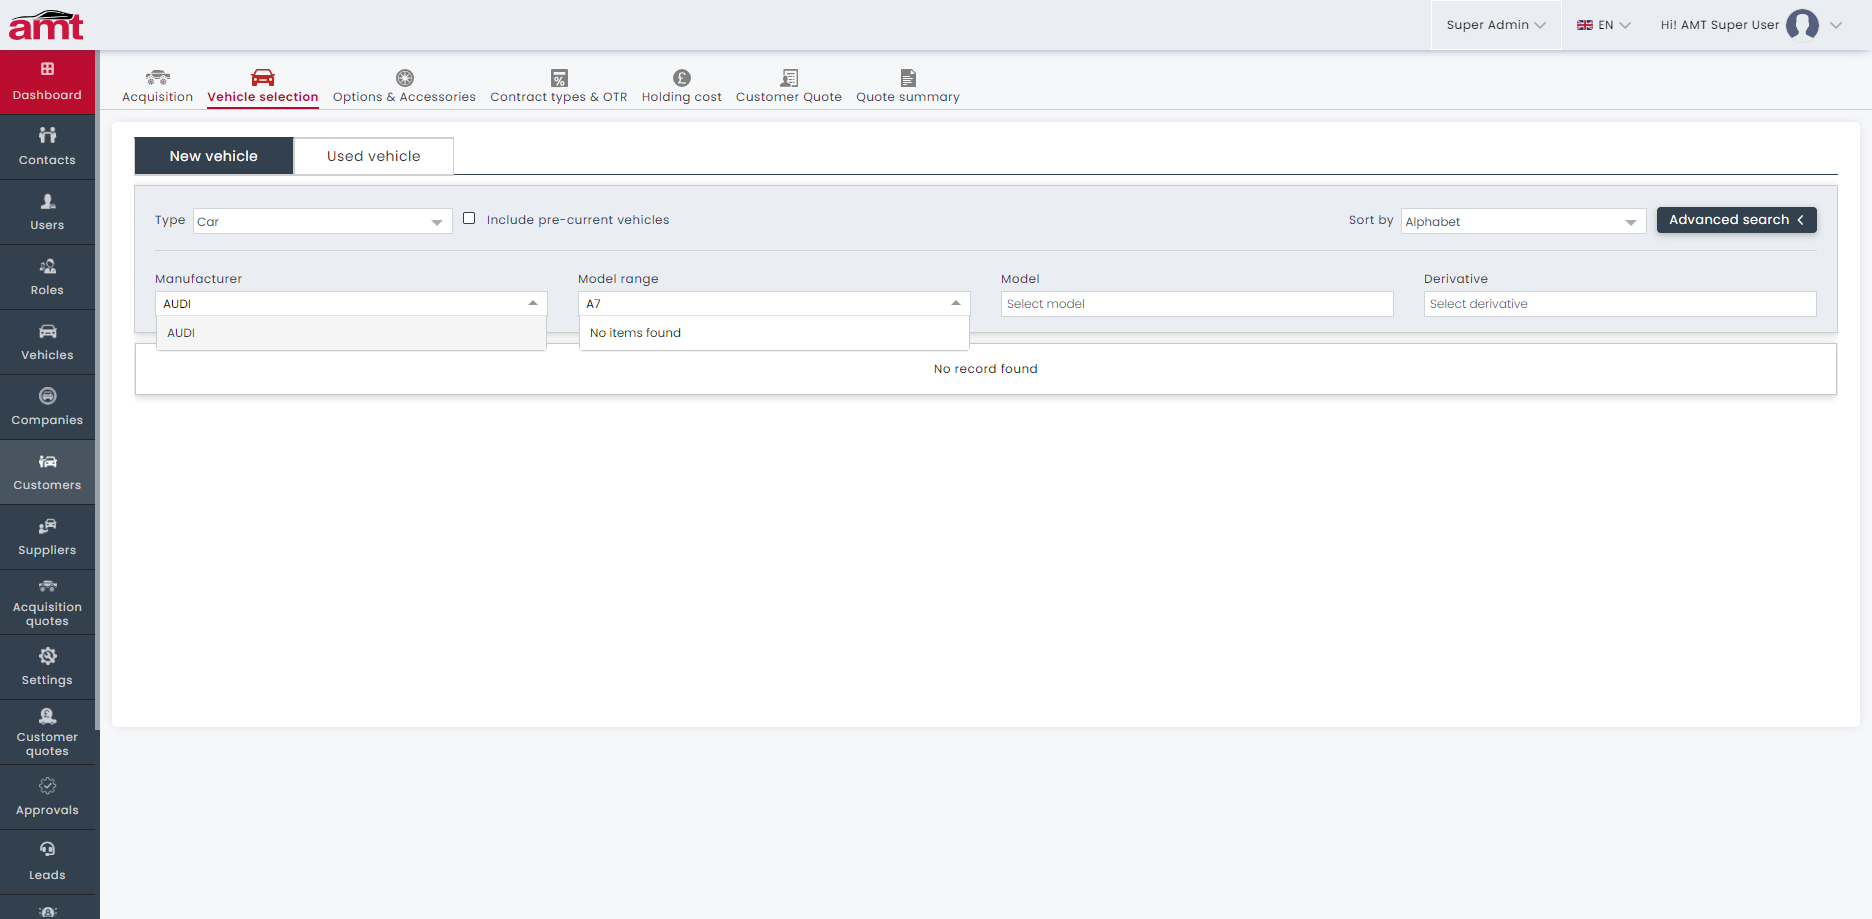 amt
Super Admin
EN
Hi! AMT Super User
Dashboard
Contacts
Users
Roles
Vehicles
Companies
Customers
Suppliers
Acquisition
quotes
Settings
Customer
quotes
Approvals
Leads
Acquisition
Vehicle selection
Options & Accessories
Contract types & OTR
Holding cost
Customer Quote
Quote summary
New vehicle
Used vehicle
Type
Car
Include pre-current vehicles
Sort by
Alphabet
Advanced search
Manufacturer
Model range
Model
Derivative
AUDI
A7
Select model
Select derivative
AUDI
No items found
No record found